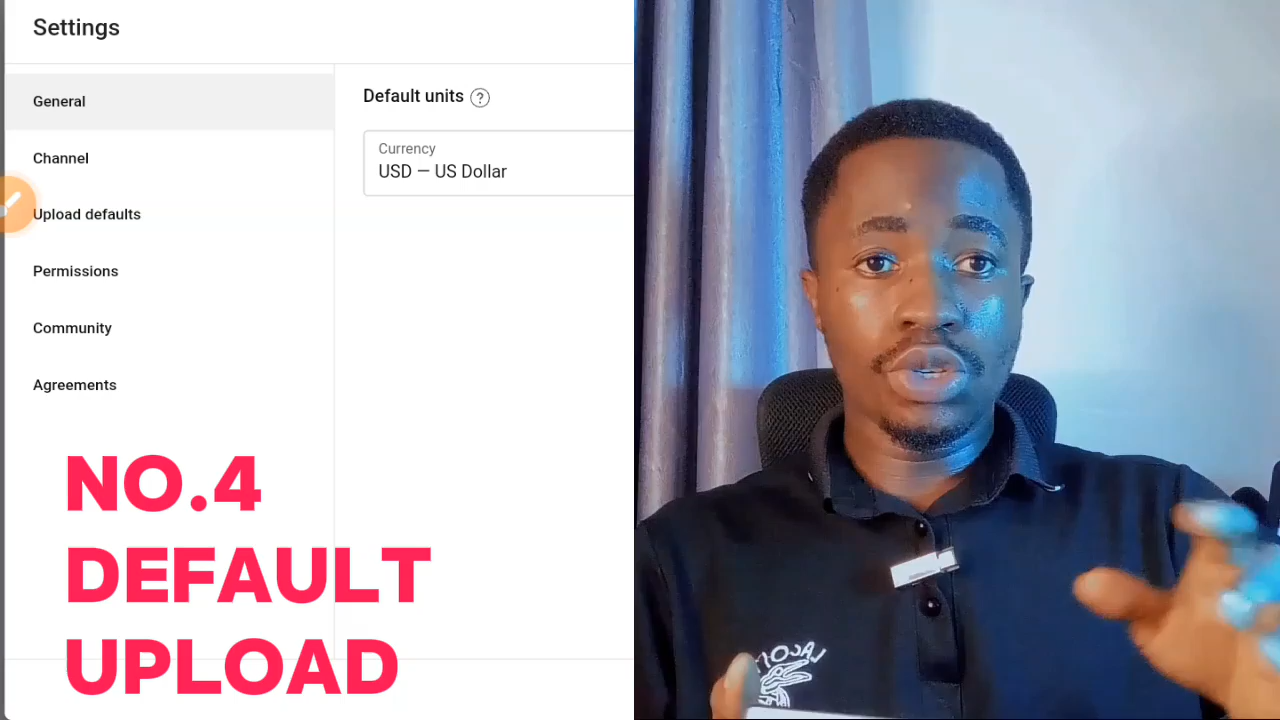 Settings
General
Channel
Upload defaults
Permissions
Community
Agreements
Default units
Currency
USD — US Dollar
NO.4
DEFAULT
UPLOAD